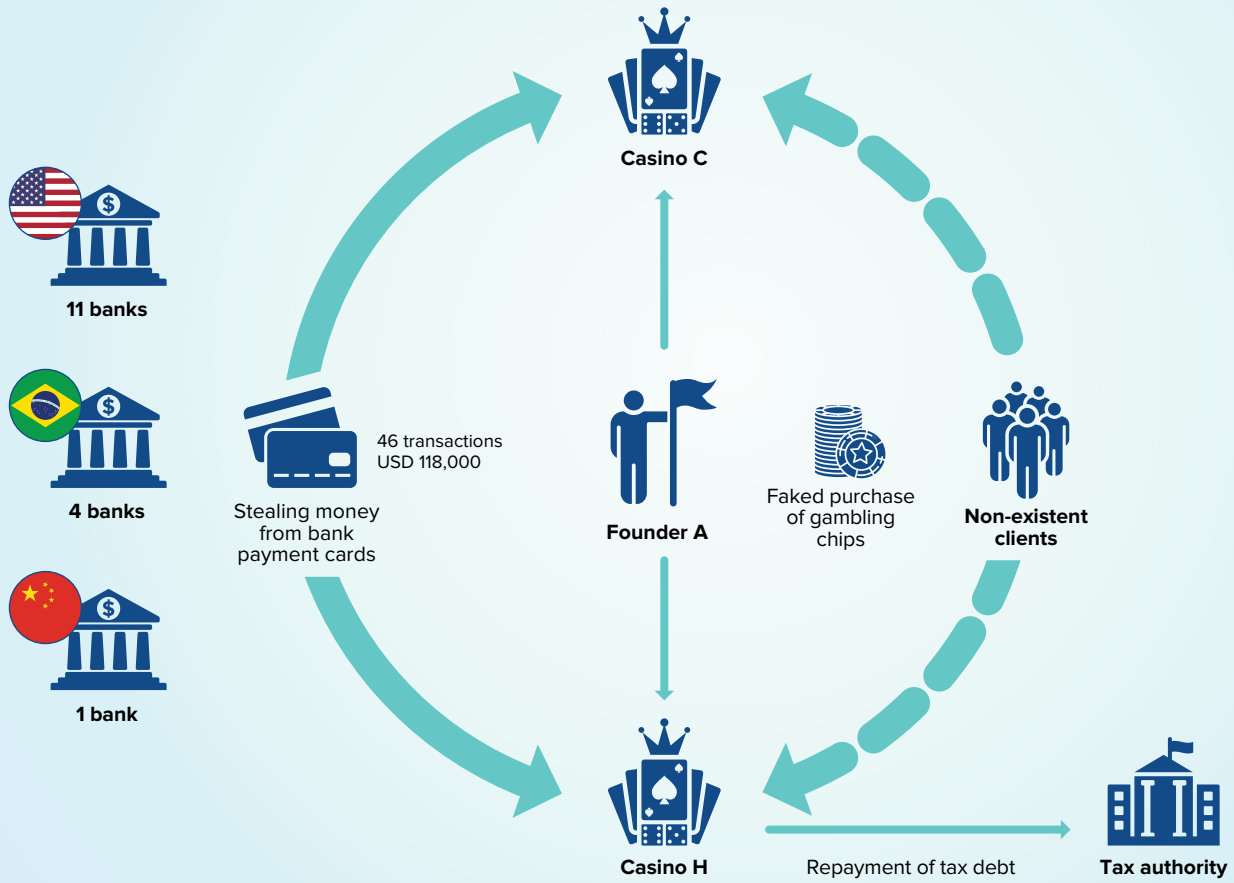 Casino C
11 banks
4 banks
1 bank
46 transactions
USD 118,000
Stealing money
from bank
payment cards
Founder A
Faked purchase
of gambling
chips
Non-existent
clients
Casino H
Repayment of tax debt
Tax authority